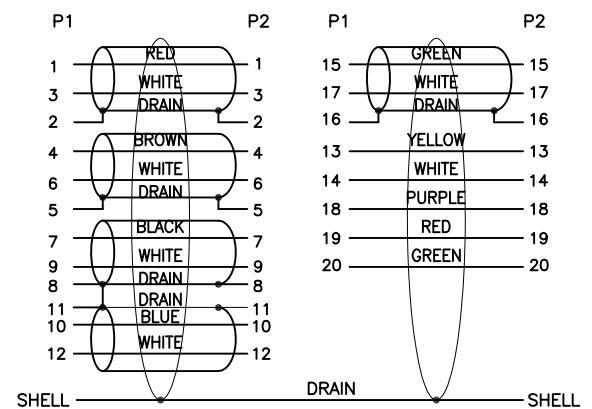 P1 P2 P1 P2
1 RED 1
3 WHITE 3
2 DRAIN 2
4 BROWN 4
6 WHITE 6
5 DRAIN 5
7 BLACK 7
9 WHITE 9
8 DRAIN 8
11 DRAIN 11
10 BLUE 10
12 WHITE 12
15 GREEN 15
17 WHITE 17
16 DRAIN 16
13 YELLOW 13
14 WHITE 14
18 PURPLE 18
19 RED 19
20 GREEN 20
SHELL DRAIN SHELL